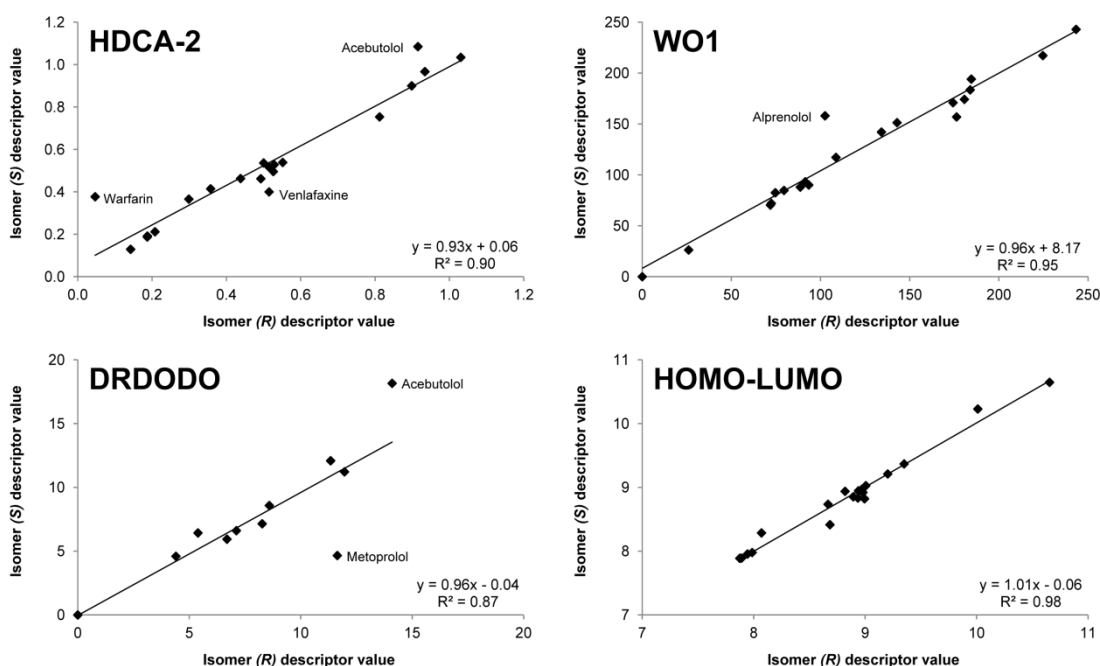 HDCA-2
Isomer (S) descriptor value
1.2
1.0
0.8
0.6
0.4
0.2
0.0
Acebutolol
Warfarin
Venlafaxine
y = 0.93x + 0.06
R² = 0.90
0.0 0.2 0.4 0.6 0.8 1.0 1.2
Isomer (R) descriptor value
WO1
Isomer (S) descriptor value
250
200
150
100
50
0
Alprenolol
y = 0.96x + 8.17
R² = 0.95
0 50 100 150 200 250
Isomer (R) descriptor value
DRDODO
Isomer (S) descriptor value
20
15
10
5
0
Acebutolol
Metoprolol
y = 0.96x - 0.04
R² = 0.87
0 5 10 15 20
Isomer (R) descriptor value
HOMO-LUMO
Isomer (S) descriptor value
11
10
9
8
7
y = 1.01x - 0.06
R² = 0.98
7 8 9 10 11
Isomer (R) descriptor value